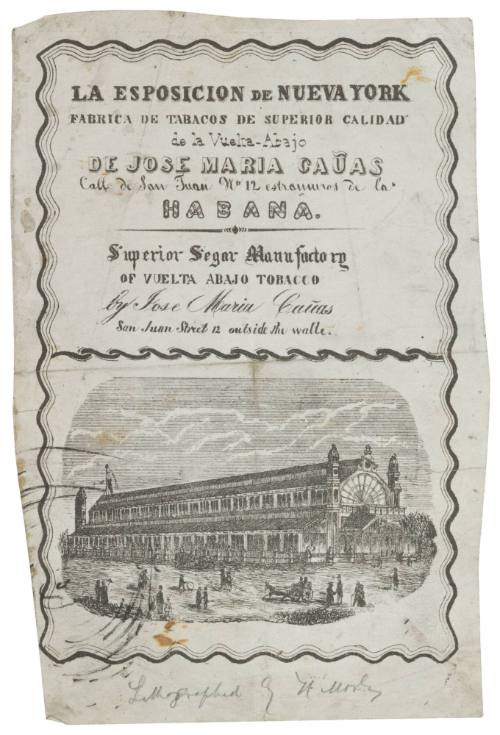 LA ESPOSICION DE NUEVA YORK
FABRICA DE TABACOS DE SUPERIOR CALIDAD
de la Vuelta-Abajo
DE JOSE MARIA CAÑAS
Calle de San Juan Nº 12 estramuros de la
HABANA.
Superior Segar Manufactory
OF VUELTA ABAJO TOBACCO
by Jose Maria Cañas
San Juan Street 12 outside the walls.
Lithographed by